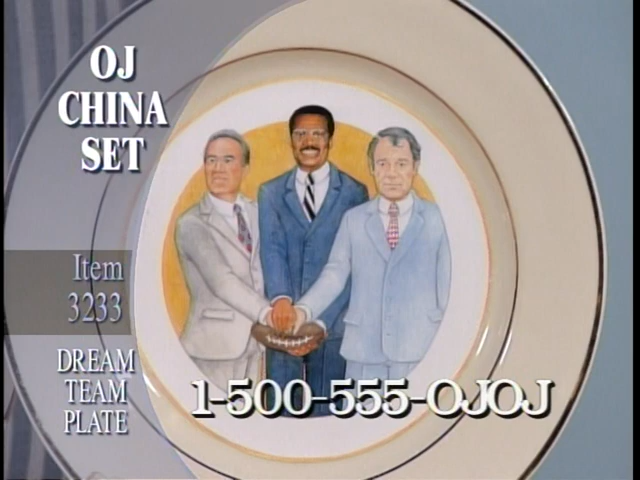 OJ
CHINA
SET
Item
3233
DREAM
TEAM
PLATE
1-500-555-OJOJ